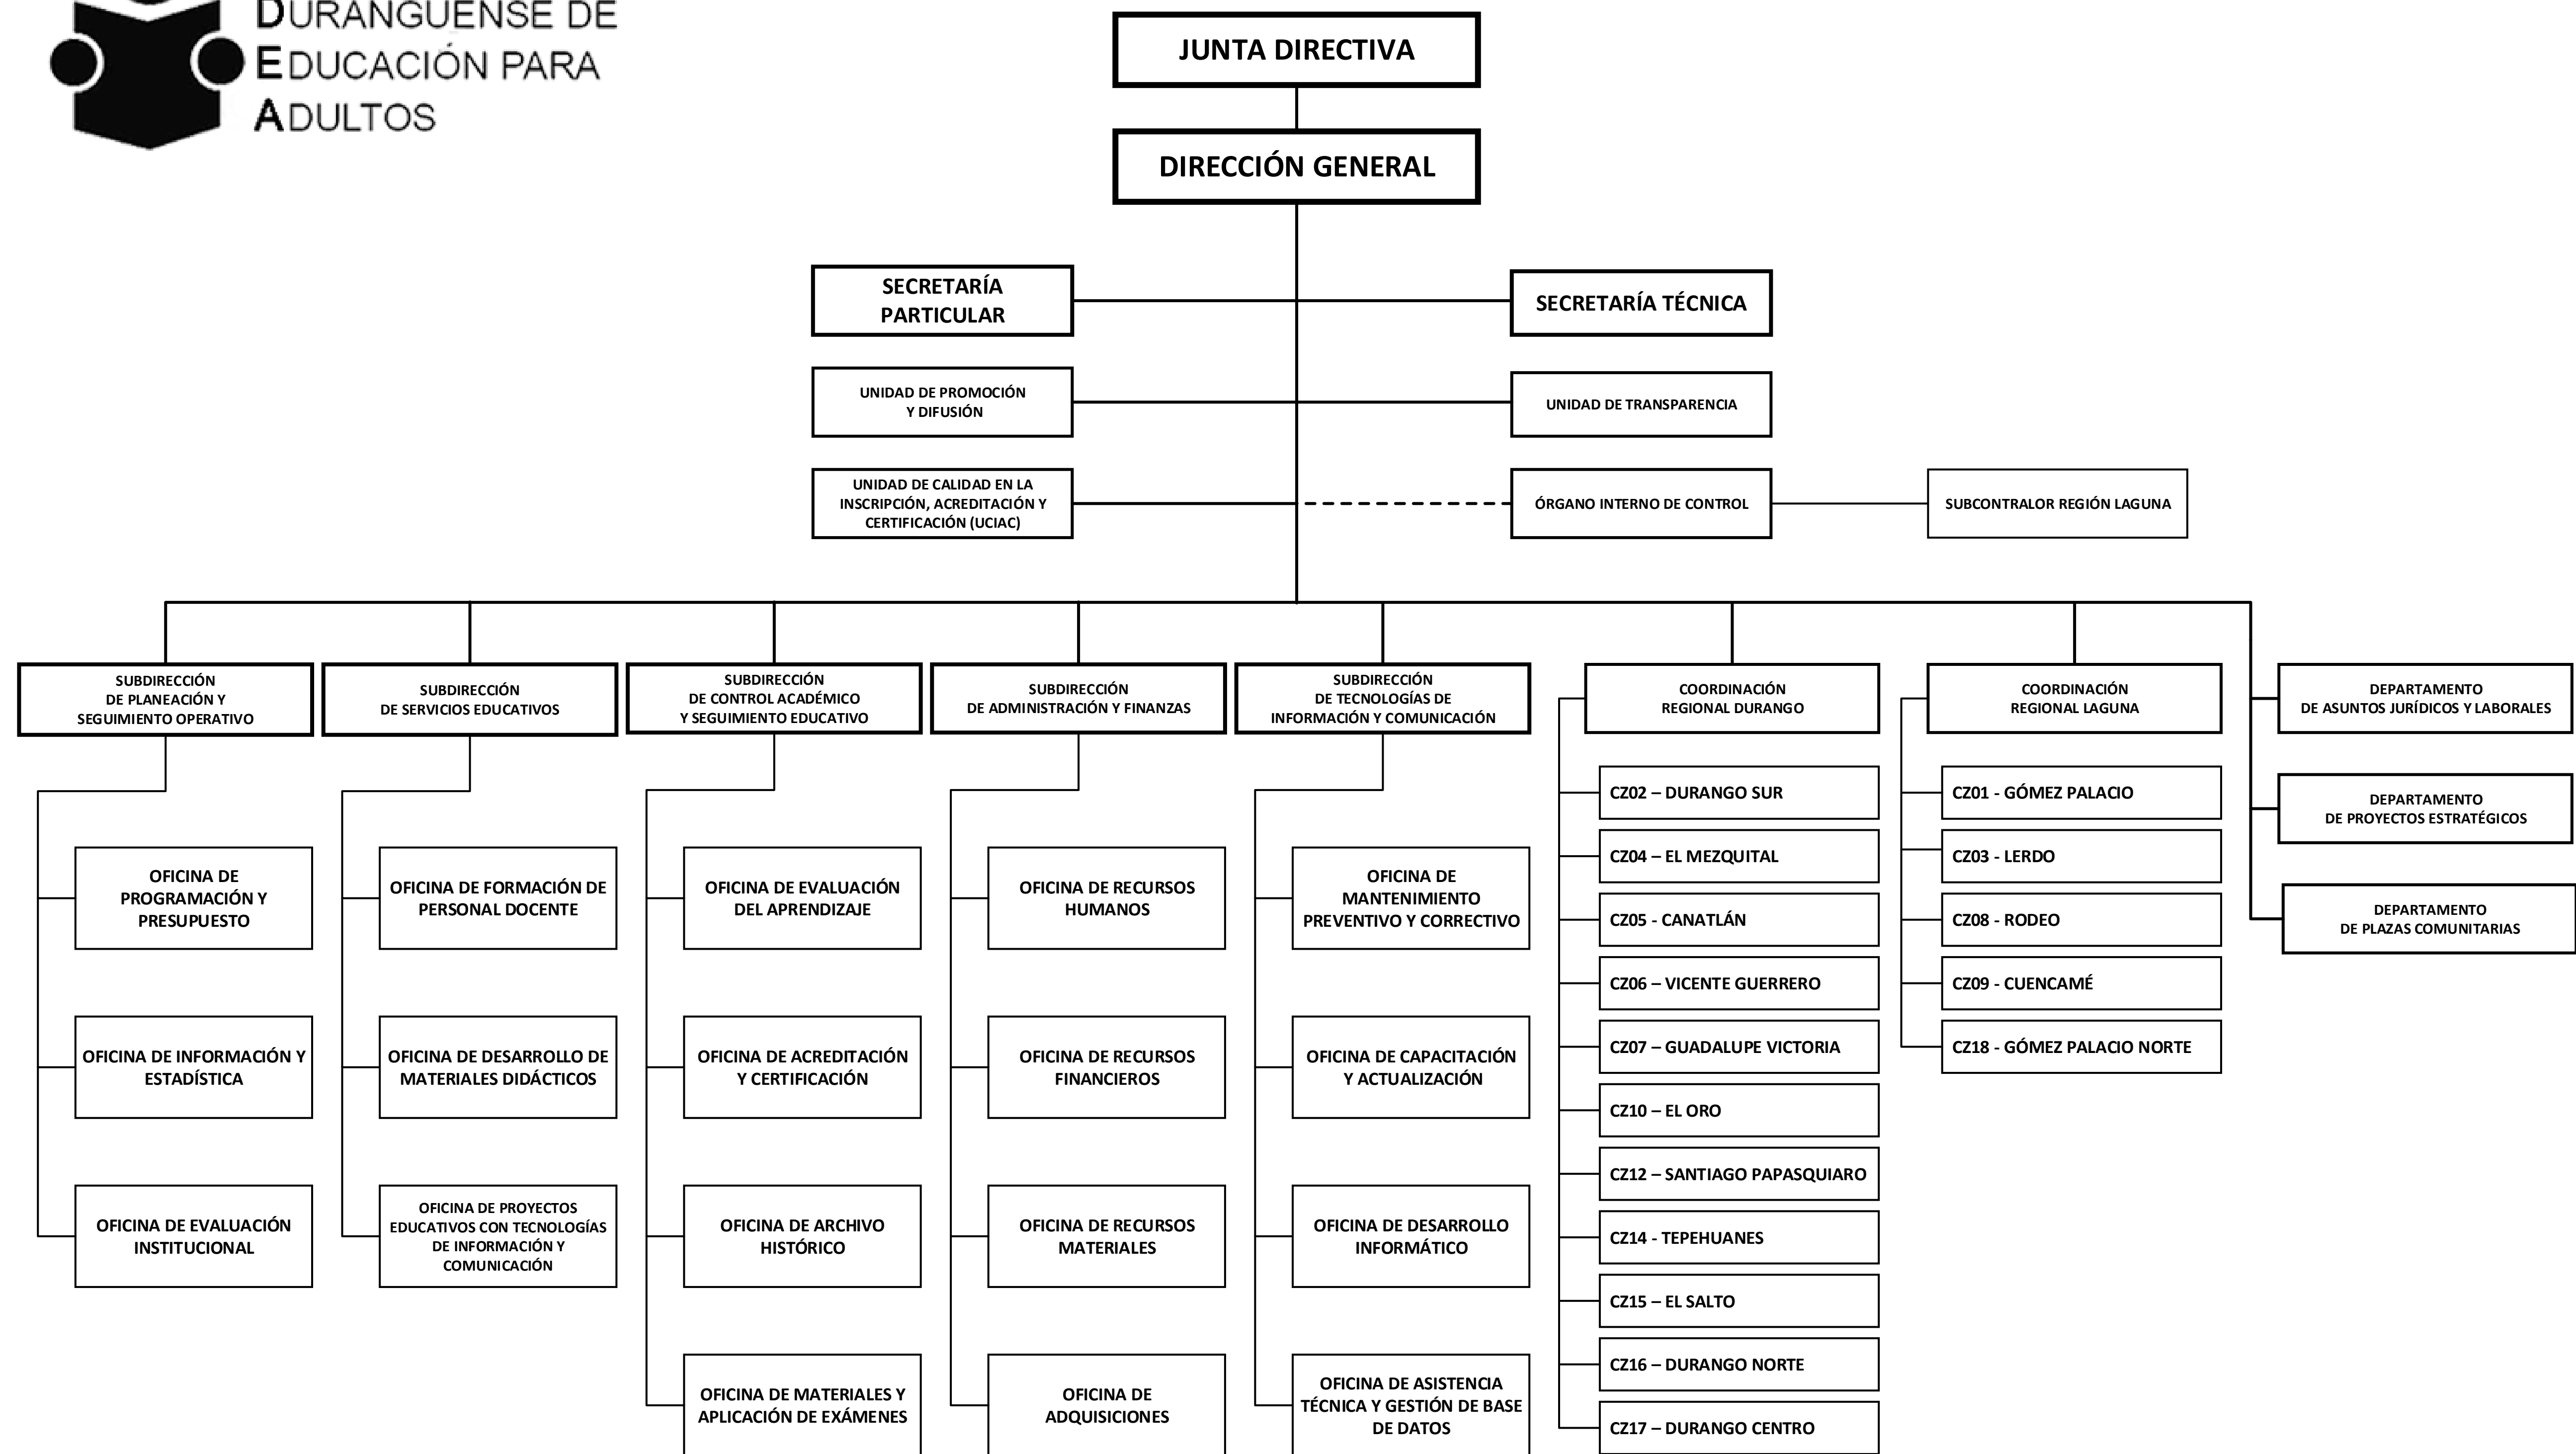 DURANGUENSE DE
EDUCACIÓN PARA
ADULTOS
JUNTA DIRECTIVA
DIRECCIÓN GENERAL
SECRETARÍA
PARTICULAR
SECRETARÍA TÉCNICA
UNIDAD DE PROMOCIÓN
Y DIFUSIÓN
UNIDAD DE TRANSPARENCIA
UNIDAD DE CALIDAD EN LA
INSCRIPCIÓN, ACREDITACIÓN Y
CERTIFICACIÓN (UCIAC)
ÓRGANO INTERNO DE CONTROL
SUBCONTRALOR REGIÓN LAGUNA
SUBDIRECCIÓN
DE PLANEACIÓN Y
SEGUIMIENTO OPERATIVO
SUBDIRECCIÓN
DE SERVICIOS EDUCATIVOS
SUBDIRECCIÓN
DE CONTROL ACADÉMICO
Y SEGUIMIENTO EDUCATIVO
SUBDIRECCIÓN
DE ADMINISTRACIÓN Y FINANZAS
SUBDIRECCIÓN
DE TECNOLOGÍAS DE
INFORMACIÓN Y COMUNICACIÓN
COORDINACIÓN
REGIONAL DURANGO
COORDINACIÓN
REGIONAL LAGUNA
DEPARTAMENTO
DE ASUNTOS JURÍDICOS Y LABORALES
DEPARTAMENTO
DE PROYECTOS ESTRATÉGICOS
DEPARTAMENTO
DE PLAZAS COMUNITARIAS
OFICINA DE
PROGRAMACIÓN Y
PRESUPUESTO
OFICINA DE INFORMACIÓN Y
ESTADÍSTICA
OFICINA DE EVALUACIÓN
INSTITUCIONAL
OFICINA DE FORMACIÓN DE
PERSONAL DOCENTE
OFICINA DE DESARROLLO DE
MATERIALES DIDÁCTICOS
OFICINA DE PROYECTOS
EDUCATIVOS CON TECNOLOGÍAS
DE INFORMACIÓN Y
COMUNICACIÓN
OFICINA DE EVALUACIÓN
DEL APRENDIZAJE
OFICINA DE ACREDITACIÓN
Y CERTIFICACIÓN
OFICINA DE ARCHIVO
HISTÓRICO
OFICINA DE MATERIALES Y
APLICACIÓN DE EXÁMENES
OFICINA DE RECURSOS
HUMANOS
OFICINA DE RECURSOS
FINANCIEROS
OFICINA DE RECURSOS
MATERIALES
OFICINA DE
ADQUISICIONES
OFICINA DE
MANTENIMIENTO
PREVENTIVO Y CORRECTIVO
OFICINA DE CAPACITACIÓN
Y ACTUALIZACIÓN
OFICINA DE DESARROLLO
INFORMÁTICO
OFICINA DE ASISTENCIA
TÉCNICA Y GESTIÓN DE BASE
DE DATOS
CZ02 – DURANGO SUR
CZ04 – EL MEZQUITAL
CZ05 - CANATLÁN
CZ06 – VICENTE GUERRERO
CZ07 – GUADALUPE VICTORIA
CZ10 – EL ORO
CZ12 – SANTIAGO PAPASQUIARO
CZ14 - TEPEHUANES
CZ15 – EL SALTO
CZ16 – DURANGO NORTE
CZ17 – DURANGO CENTRO
CZ01 - GÓMEZ PALACIO
CZ03 - LERDO
CZ08 - RODEO
CZ09 - CUENCAMÉ
CZ18 - GÓMEZ PALACIO NORTE